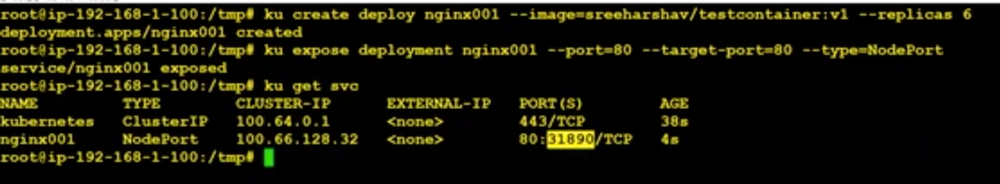 root@ip-192-168-1-100:/tmp# ku create deploy nginx001 --image=sreeharshav/testcontainer:v1 --replicas 6
deployment.apps/nginx001 created
root@ip-192-168-1-100:/tmp# ku expose deployment nginx001 --port=80 --target-port=80 --type=NodePort
service/nginx001 exposed
root@ip-192-168-1-100:/tmp# ku get svc
NAME TYPE CLUSTER-IP EXTERNAL-IP PORT(S) AGE
kubernetes ClusterIP 100.64.0.1 <none> 443/TCP 38s
nginx001 NodePort 100.66.128.32 <none> 80:31890/TCP 4s
root@ip-192-168-1-100:/tmp#